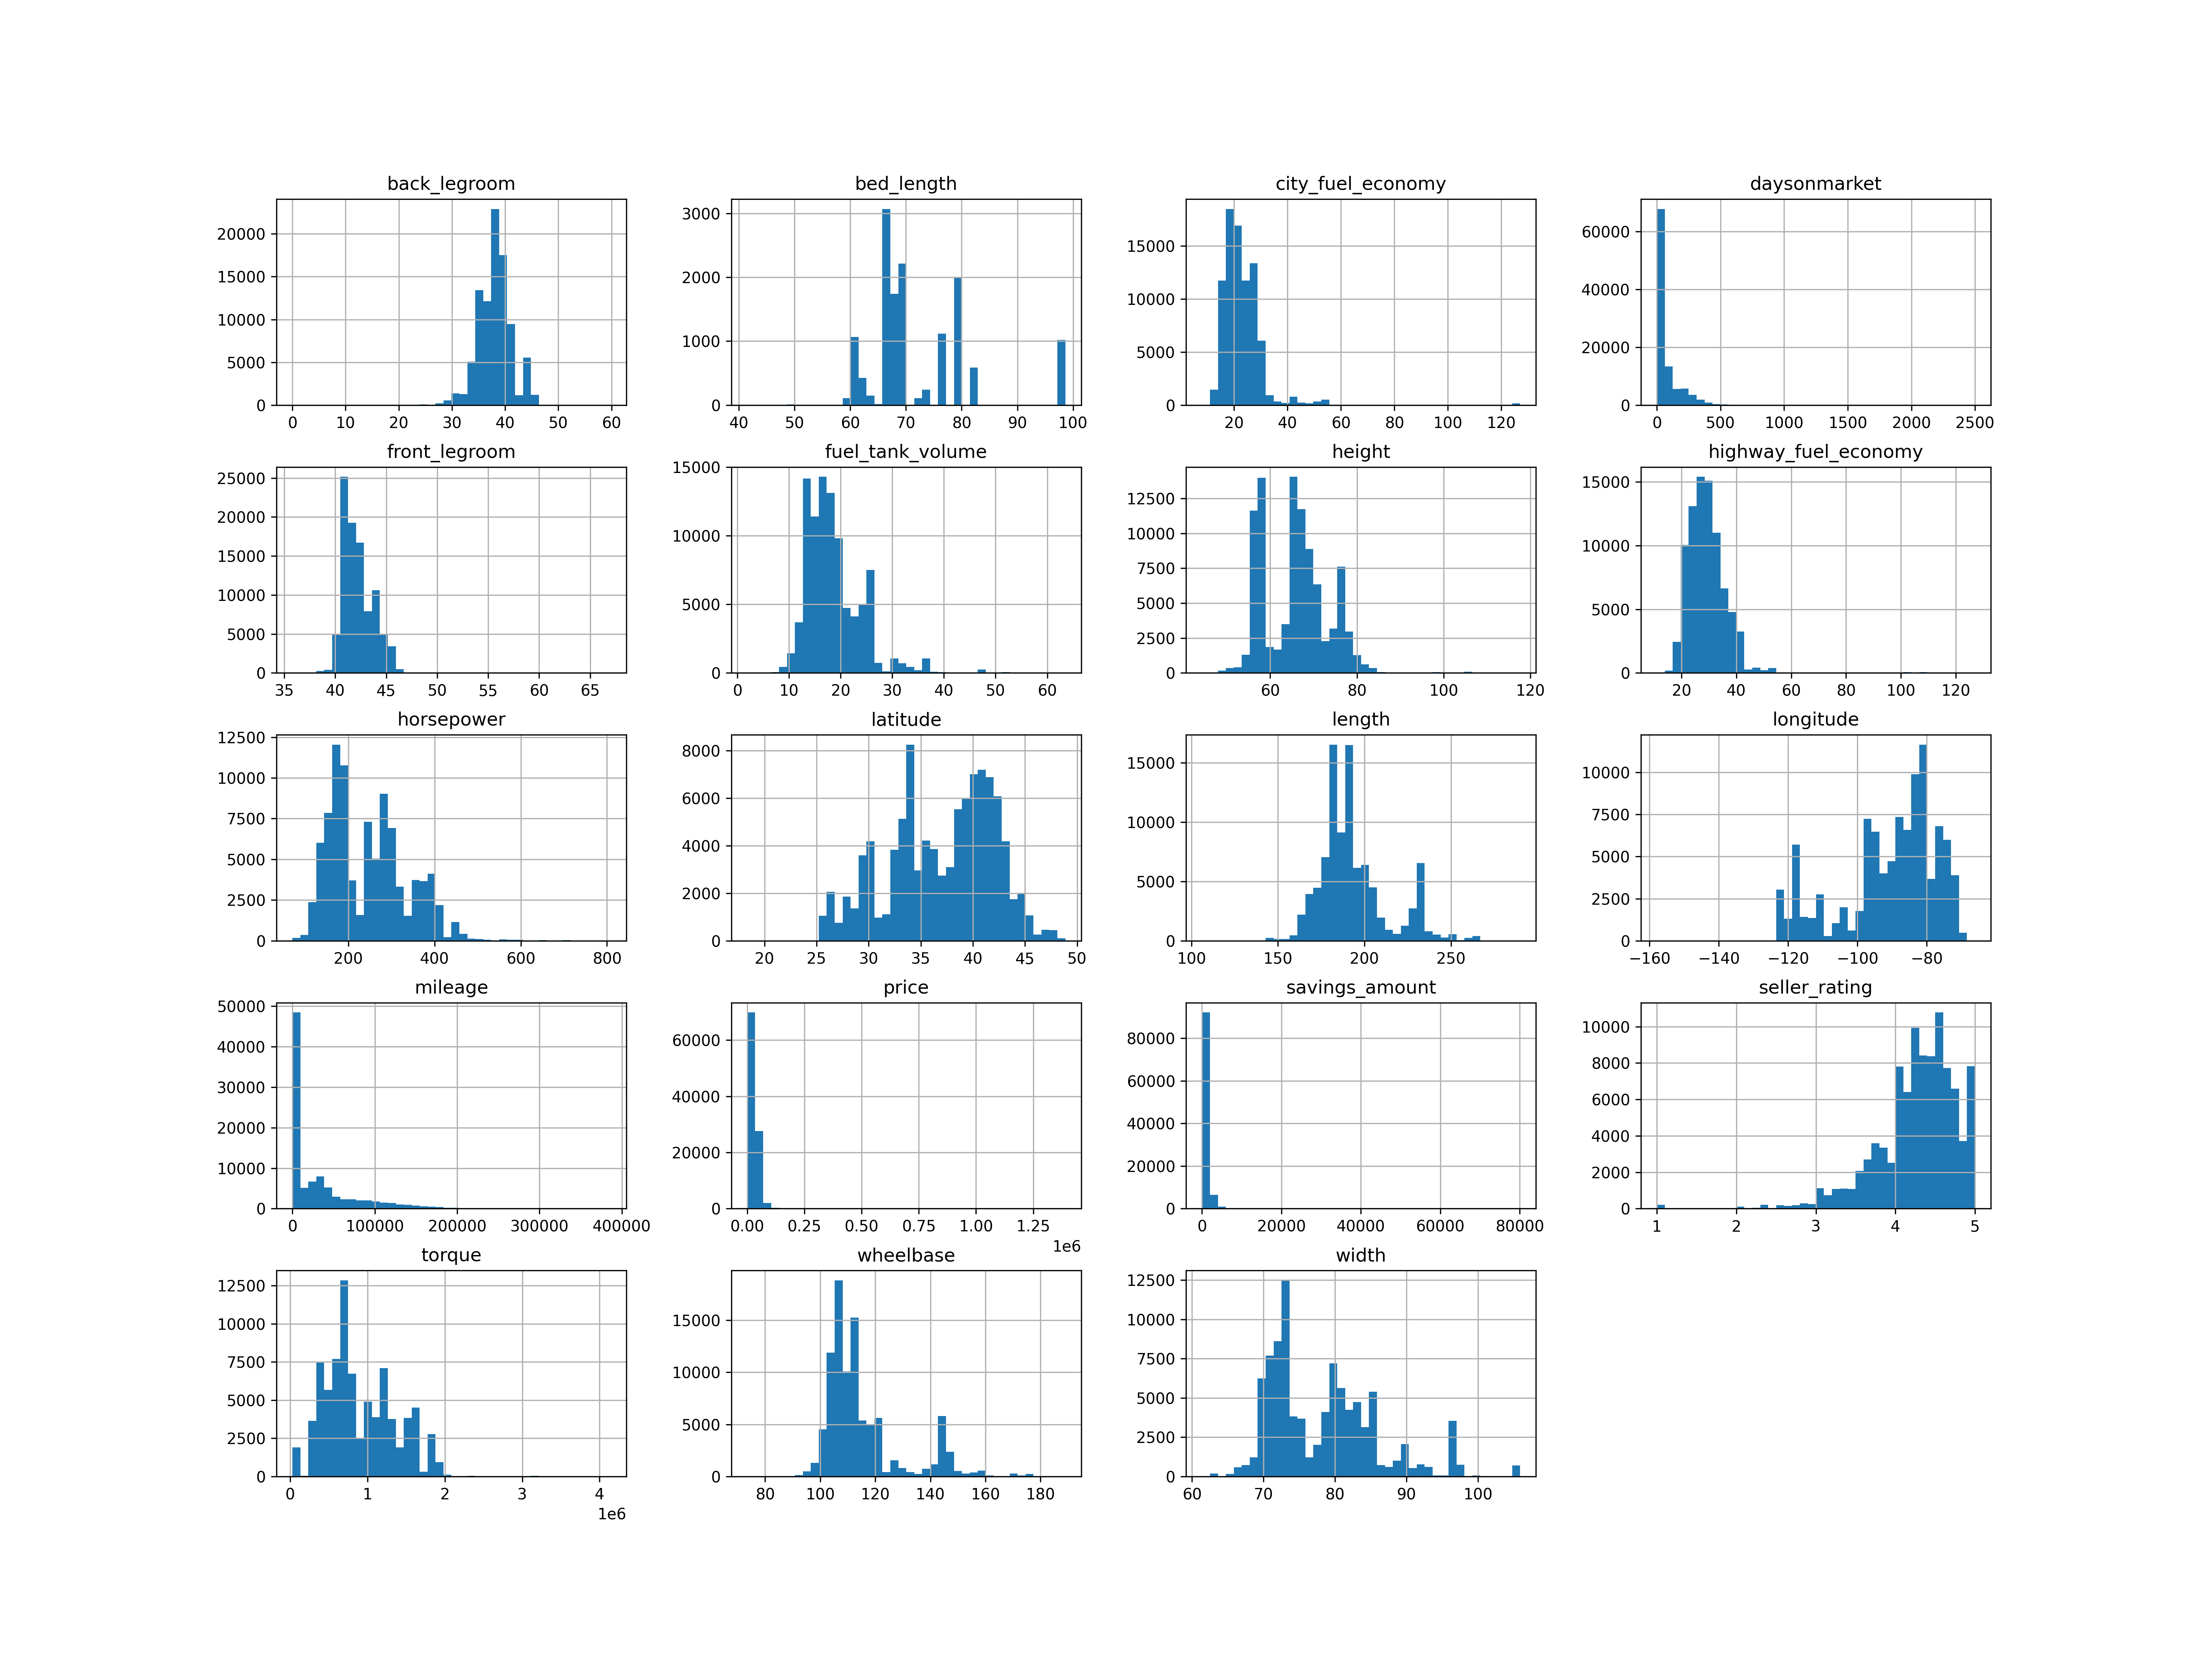 back_legroom
20000
15000
10000
5000
0
0 10 20 30 40 50 60
bed_length
3000
2000
1000
0
40 50 60 70 80 90 100
city_fuel_economy
15000
10000
5000
0
20 40 60 80 100 120
daysonmarket
60000
40000
20000
0
0 500 1000 1500 2000 2500
front_legroom
25000
20000
15000
10000
5000
0
35 40 45 50 55 60 65
fuel_tank_volume
15000
10000
5000
0
0 10 20 30 40 50 60
height
12500
10000
7500
5000
2500
0
60 80 100 120
highway_fuel_economy
15000
10000
5000
0
20 40 60 80 100 120
horsepower
12500
10000
7500
5000
2500
0
200 400 600 800
latitude
8000
6000
4000
2000
0
20 25 30 35 40 45 50
length
15000
10000
5000
0
100 150 200 250
longitude
10000
7500
5000
2500
0
−160 −140 −120 −100 −80
mileage
50000
40000
30000
20000
10000
0
0 100000 200000 300000 400000
price
60000
40000
20000
0
0.00 0.25 0.50 0.75 1.00 1.25
1e6
savings_amount
80000
60000
40000
20000
0
0 20000 40000 60000 80000
seller_rating
10000
8000
6000
4000
2000
0
1 2 3 4 5
torque
12500
10000
7500
5000
2500
0
0 1 2 3 4
1e6
wheelbase
15000
10000
5000
0
80 100 120 140 160 180
width
12500
10000
7500
5000
2500
0
60 70 80 90 100